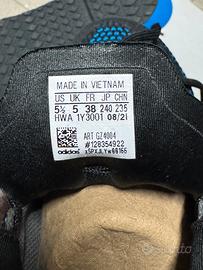 MADE IN VIETNAM
US UK FR JP CHN
5½ 5 38 240 235
HWA 1Y3001 08/21
ART GZ4004
#128354922
adidas
subito